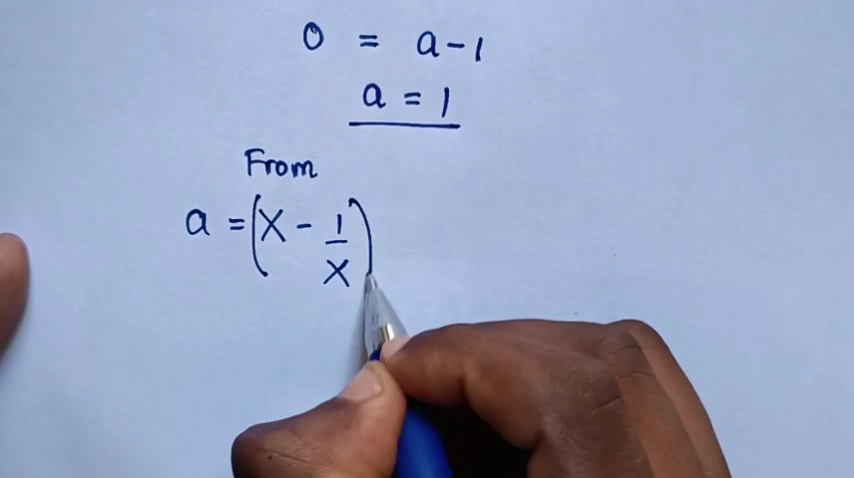 0 = a - 1
a = 1
From
a = (x - 1/x)